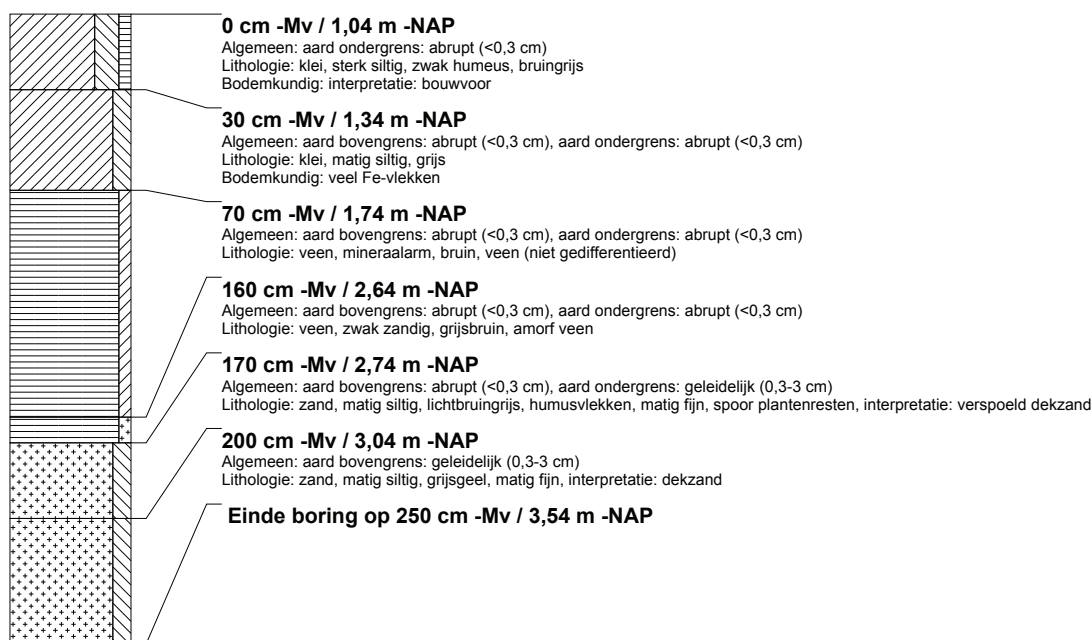 0 cm -Mv / 1,04 m -NAP
Algemeen: aard ondergrens: abrupt (<0,3 cm)
Lithologie: klei, sterk siltig, zwak humeus, bruingrijs
Bodemkundig: interpretatie: bouwvoor
30 cm -Mv / 1,34 m -NAP
Algemeen: aard bovengrens: abrupt (<0,3 cm), aard ondergrens: abrupt (<0,3 cm)
Lithologie: klei, matig siltig, grijs
Bodemkundig: veel Fe-vlekken
70 cm -Mv / 1,74 m -NAP
Algemeen: aard bovengrens: abrupt (<0,3 cm), aard ondergrens: abrupt (<0,3 cm)
Lithologie: veen, mineraalarm, bruin, veen (niet gedifferentieerd)
160 cm -Mv / 2,64 m -NAP
Algemeen: aard bovengrens: abrupt (<0,3 cm), aard ondergrens: abrupt (<0,3 cm)
Lithologie: veen, zwak zandig, grijsbruin, amorf veen
170 cm -Mv / 2,74 m -NAP
Algemeen: aard bovengrens: abrupt (<0,3 cm), aard ondergrens: geleidelijk (0,3-3 cm)
Lithologie: zand, matig siltig, lichtbruingrijs, humusvlekken, matig fijn, spoor plantenresten, interpretatie: verspoeld dekzand
200 cm -Mv / 3,04 m -NAP
Algemeen: aard bovengrens: geleidelijk (0,3-3 cm)
Lithologie: zand, matig siltig, grijsgeel, matig fijn, interpretatie: dekzand
Einde boring op 250 cm -Mv / 3,54 m -NAP